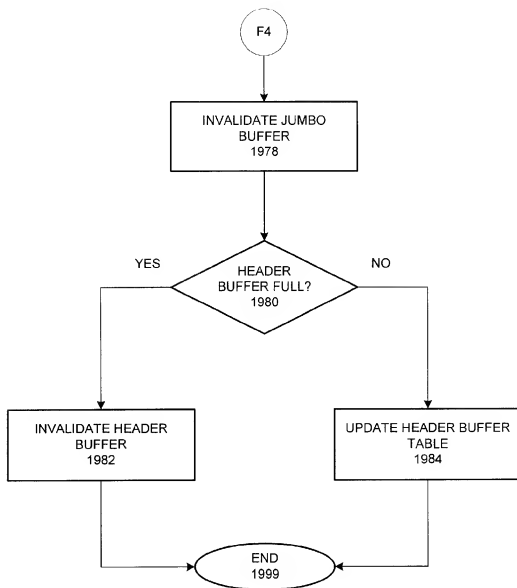 F4
INVALIDATE JUMBO
BUFFER
1978
YES
HEADER
BUFFER FULL?
1980
NO
INVALIDATE HEADER
BUFFER
1982
UPDATE HEADER BUFFER
TABLE
1984
END
1999